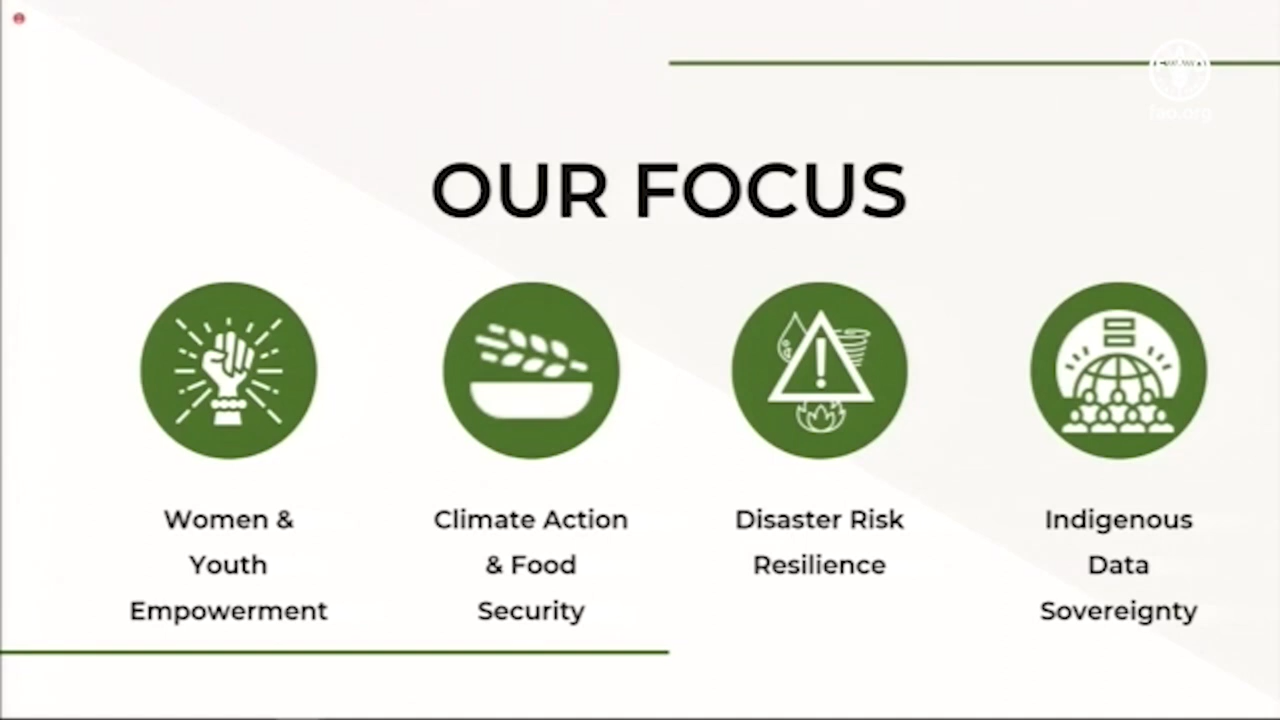 fao.org
OUR FOCUS
Women &
Youth
Empowerment
Climate Action
& Food
Security
Disaster Risk
Resilience
Indigenous
Data
Sovereignty